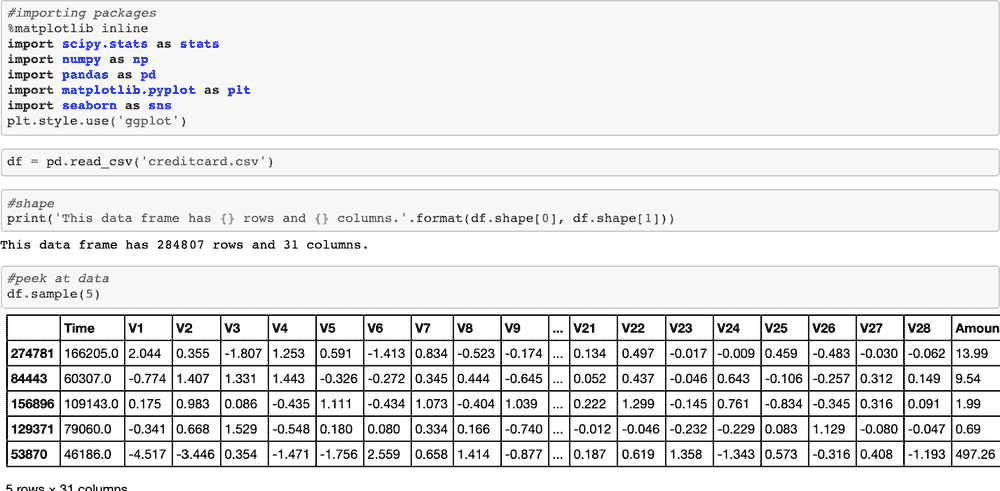 #importing packages
%matplotlib inline
import scipy.stats as stats
import numpy as np
import pandas as pd
import matplotlib.pyplot as plt
import seaborn as sns
plt.style.use('ggplot')
df = pd.read_csv('creditcard.csv')
#shape
print('This data frame has {} rows and {} columns.'.format(df.shape[0], df.shape[1]))
This data frame has 284807 rows and 31 columns.
#peek at data
df.sample(5)
Time V1 V2 V3 V4 V5 V6 V7 V8 V9 ... V21 V22 V23 V24 V25 V26 V27 V28 Amoun
274781 166205.0 2.044 0.355 -1.807 1.253 0.591 -1.413 0.834 -0.523 -0.174 ... 0.134 0.497 -0.017 -0.009 0.459 -0.483 -0.030 -0.062 13.99
84443 60307.0 -0.774 1.407 1.331 1.443 -0.326 -0.272 0.345 0.444 -0.645 ... 0.052 0.437 -0.046 0.643 -0.106 -0.257 0.312 0.149 9.54
156896 109143.0 0.175 0.983 0.086 -0.435 1.111 -0.434 1.073 -0.404 1.039 ... 0.222 1.299 -0.145 0.761 -0.834 -0.345 0.316 0.091 1.99
129371 79060.0 -0.341 0.668 1.529 -0.548 0.180 0.080 0.334 0.166 -0.740 ... -0.012 -0.046 -0.232 -0.229 0.083 1.129 -0.080 -0.047 0.69
53870 46186.0 -4.517 -3.446 0.354 -1.471 -1.756 2.559 0.658 1.414 -0.877 ... 0.187 0.619 1.358 -1.343 0.573 -0.316 0.408 -1.193 497.26
5 rows × 31 columns